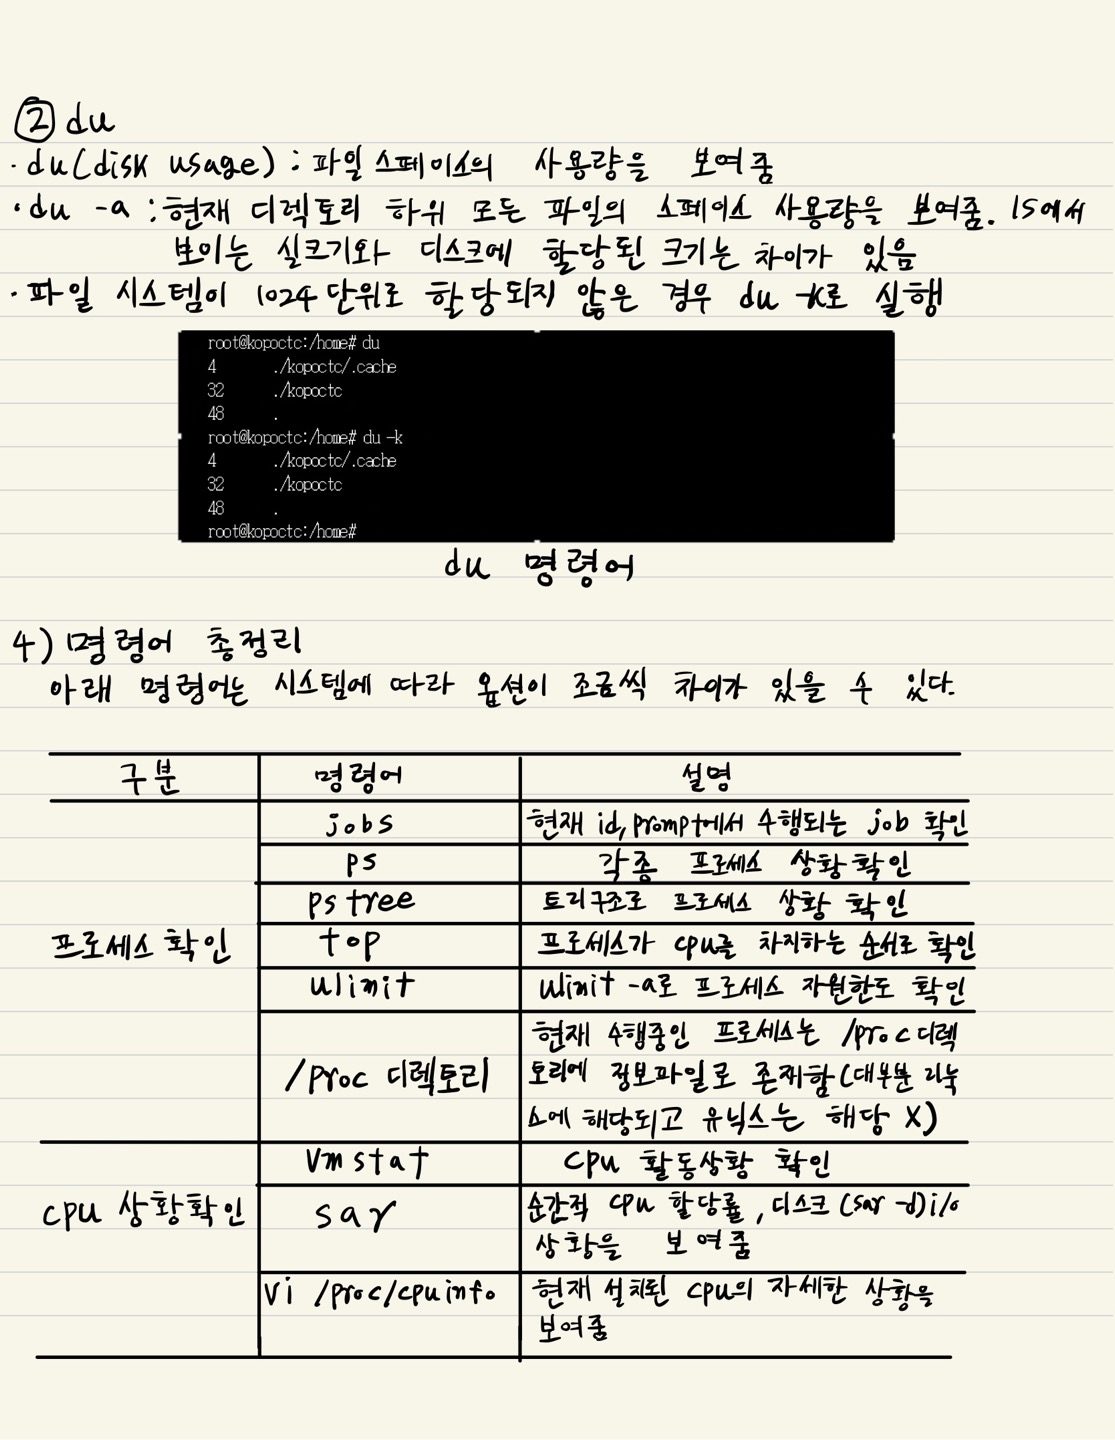 ② du
· du(disk usage) : 파일 스페이스의 사용량을 보여줌
· du -a : 현재 디렉토리 하위 모든 파일의 스페이스 사용량을 보여줌. ls에서
보이는 실크기와 디스크에 할당된 크기는 차이가 있음
· 파일 시스템이 1024 단위로 할당되지 않은 경우 du -k로 실행
root@kopoctc:/home# du
4 ./kopoctc/.cache
32 ./kopoctc
48 .
root@kopoctc:/home# du -k
4 ./kopoctc/.cache
32 ./kopoctc
48 .
root@kopoctc:/home#
du 명령어
4) 명령어 총정리
아래 명령어는 시스템에 따라 옵션이 조금씩 차이가 있을 수 있다.
구분 명령어 설명
jobs 현재 id, prompt에서 수행되는 job 확인
ps 각종 프로세스 상황 확인
pstree 트리구조로 프로세스 상황 확인
프로세스 확인 top 프로세스가 cpu를 차지하는 순서로 확인
ulimit ulimit -a로 프로세스 자원한도 확인
현재 수행중인 프로세스는 /proc 디렉
/proc 디렉토리 토리에 정보파일로 존재함(대부분 리눅
스에 해당되고 유닉스는 해당 X)
vmstat cpu 활동상황 확인
cpu 상황확인 sar 순간적 cpu 할당률, 디스크 (sar -d)i/o
상황을 보여줌
vi /proc/cpuinfo 현재 설치된 cpu의 자세한 상황을
보여줌